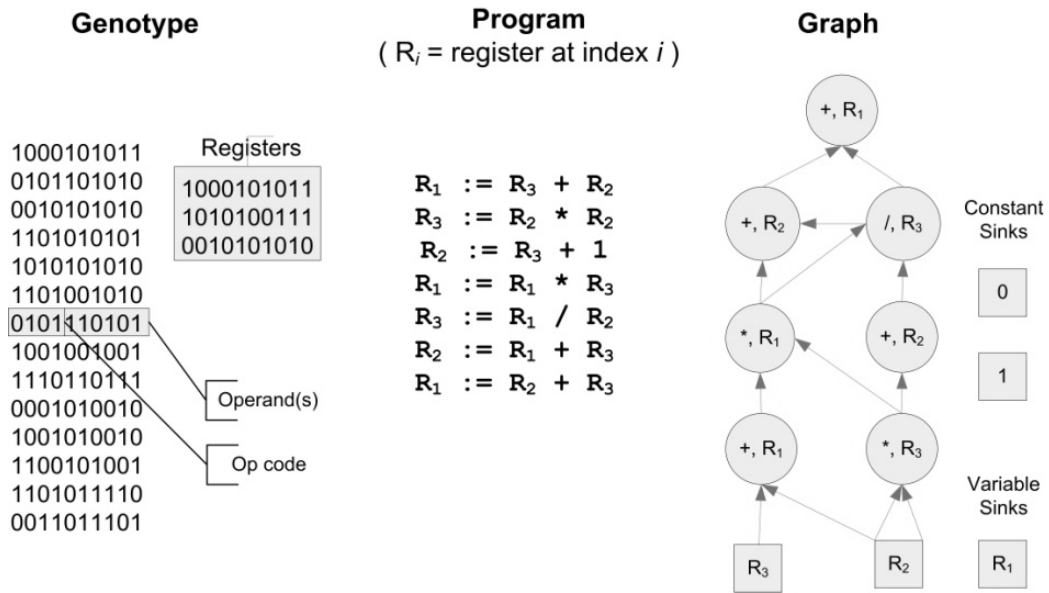 Genotype
1000101011
0101101010
0010101010
1101010101
1010101010
1101001010
0101110101
1001001001
1110110111
0001010010
1001010010
1100101001
1101011110
0011011101
Registers
1000101011
1010100111
0010101010
Operand(s)
Op code
Program
( Ri = register at index i )
R1 := R3 + R2
R3 := R2 * R2
R2 := R3 + 1
R1 := R1 * R3
R3 := R1 / R2
R2 := R1 + R3
R1 := R2 + R3
Graph
+, R1
+, R2
/, R3
*, R1
+, R2
+, R1
*, R3
R3
R2
Constant
Sinks
0
1
Variable
Sinks
R1